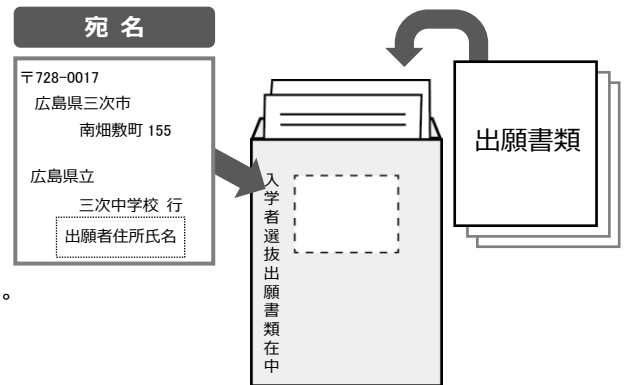 宛 名
〒728-0017
広島県三次市
南畑敷町 155
広島県立
三次中学校 行
出願者住所氏名
。
入学者選抜出願書類在中
出願書類